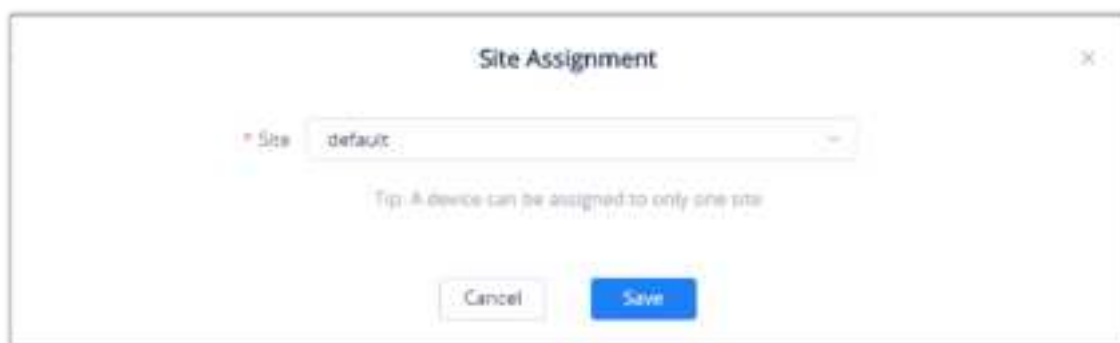 Site Assignment
* Site default
Tip: A device can be assigned to only one site
Cancel Save